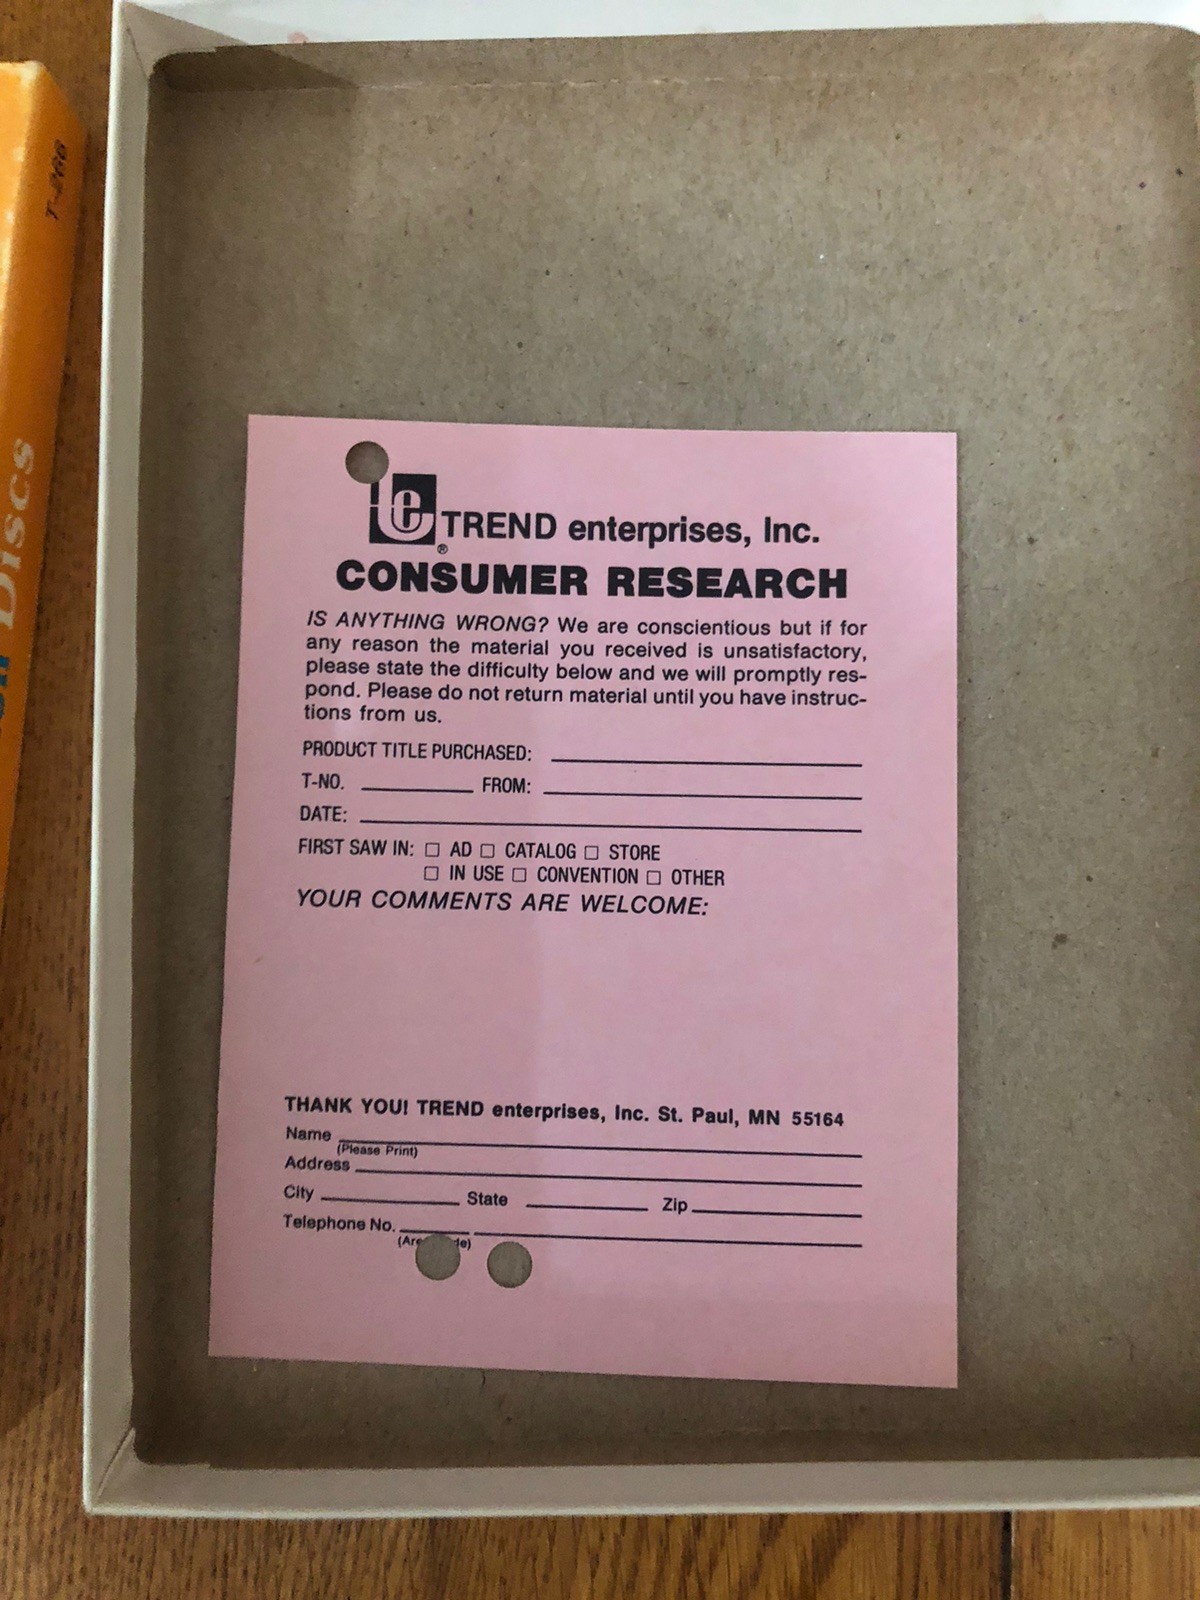 T-266
Discs
te
® TREND enterprises, Inc.
CONSUMER RESEARCH
IS ANYTHING WRONG? We are conscientious but if for
any reason the material you received is unsatisfactory,
please state the difficulty below and we will promptly res-
pond. Please do not return material until you have instruc-
tions from us.
PRODUCT TITLE PURCHASED:
T-NO. FROM:
DATE:
FIRST SAW IN: □ AD □ CATALOG □ STORE
□ IN USE □ CONVENTION □ OTHER
YOUR COMMENTS ARE WELCOME:
THANK YOU! TREND enterprises, Inc. St. Paul, MN 55164
Name
(Please Print)
Address
City State Zip
Telephone No.